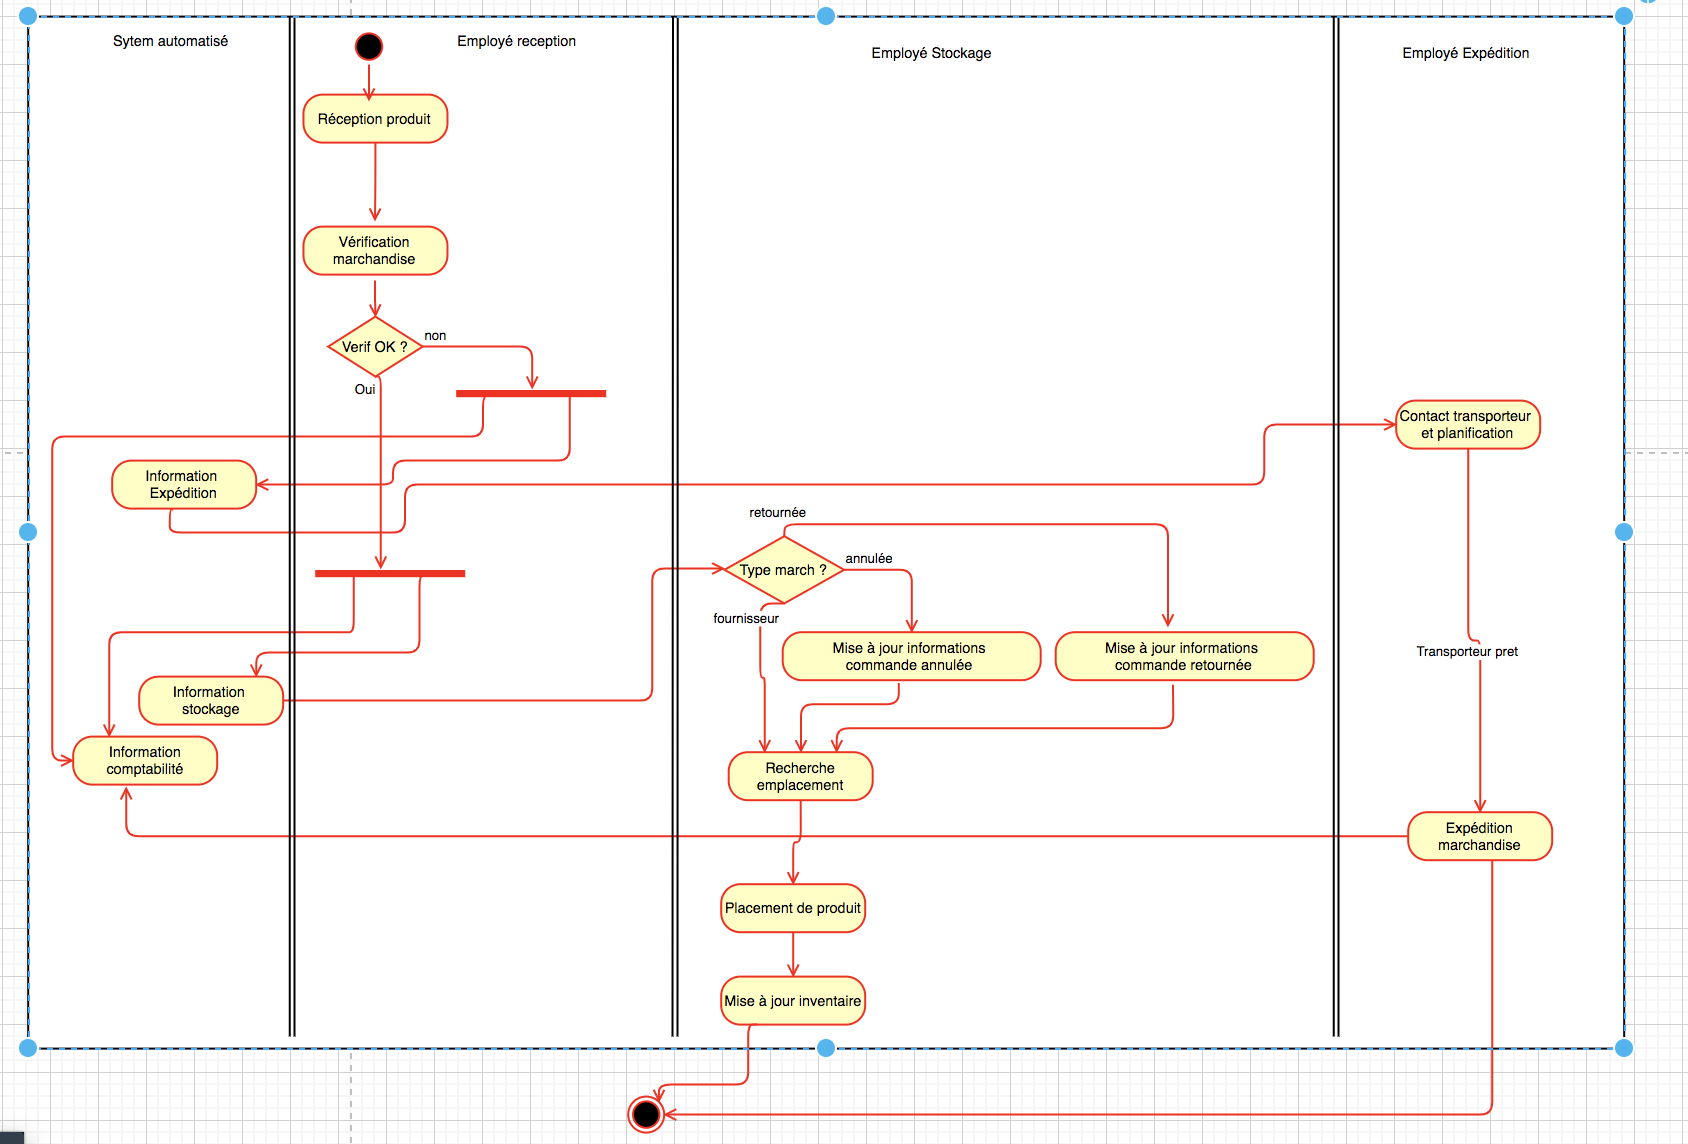 Sytem automatisé
Employé reception
Employé Stockage
Employé Expédition
Réception produit
Vérification
marchandise
Verif OK ?
non
Oui
Contact transporteur
et planification
Information
Expédition
retournée
Type march ?
annulée
fournisseur
Mise à jour informations
commande annulée
Mise à jour informations
commande retournée
Transporteur pret
Information
stockage
Information
comptabilité
Recherche
emplacement
Expédition
marchandise
Placement de produit
Mise à jour inventaire